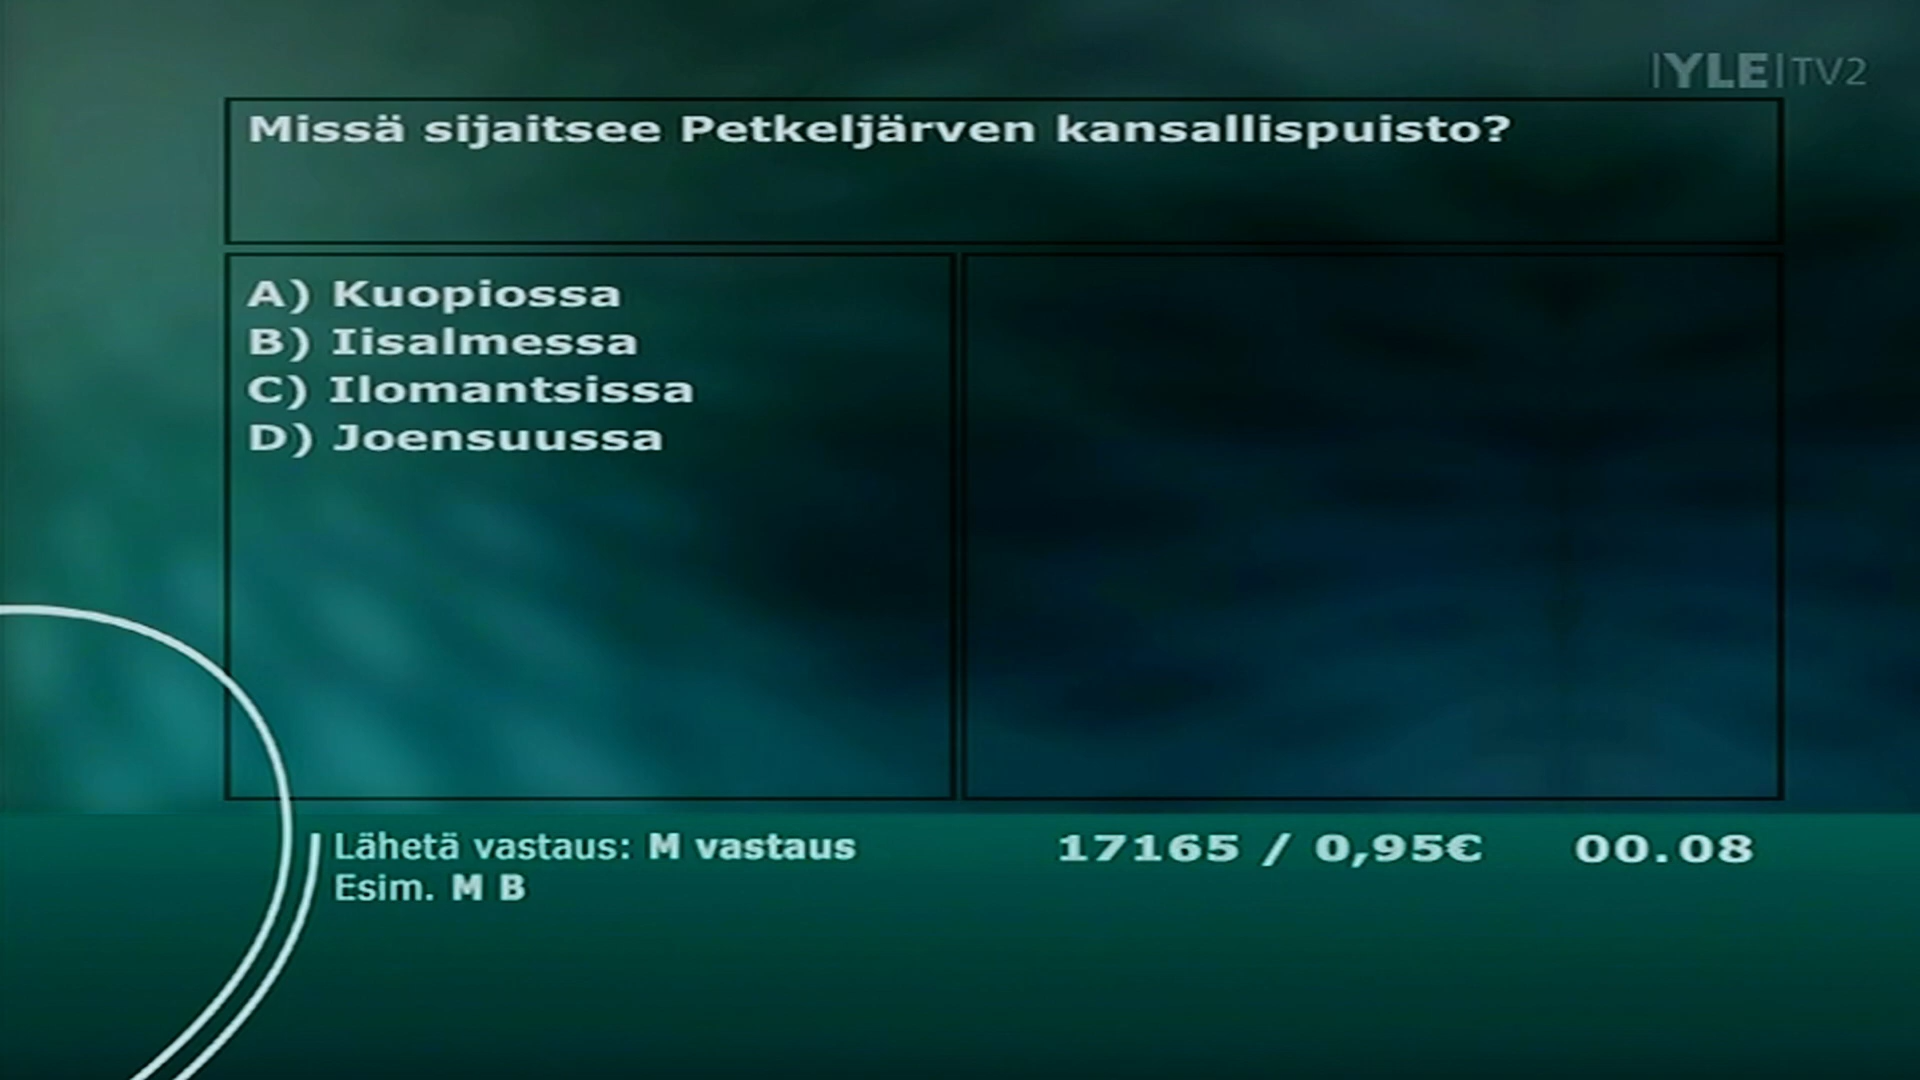 YLE TV2
Missä sijaitsee Petkeljärven kansallispuisto?
A) Kuopiossa
B) Iisalmessa
C) Ilomantsissa
D) Joensuussa
Lähetä vastaus: M vastaus 17165 / 0,95€ 00.08
Esim. M B